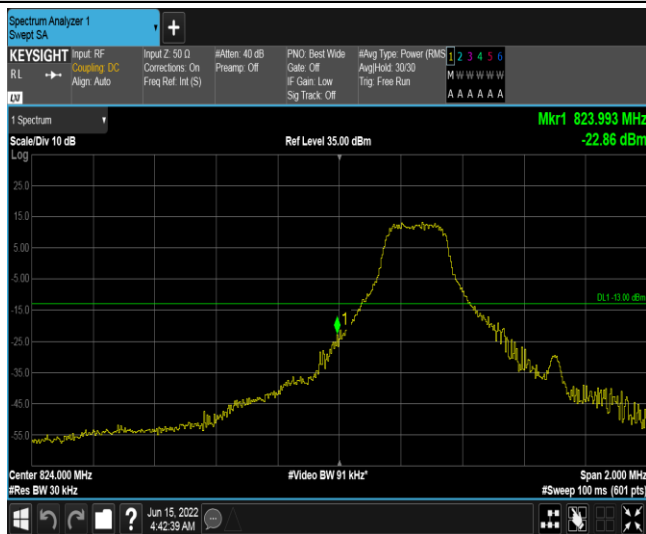 Spectrum Analyzer 1
Swept SA
+
KEYSIGHT
RL
LXI
Input: RF
Coupling: DC
Align: Auto
Input Z: 50 Ω
Corrections: On
Freq Ref: Int (S)
#Atten: 40 dB
Preamp: Off
PNO: Best Wide
Gate: Off
IF Gain: Low
Sig Track: Off
#Avg Type: Power (RMS
Avg|Hold: 30/30
Trig: Free Run
1 2 3 4 5 6
M W W W W W
A A A A A A
1 Spectrum
Mkr1 823.993 MHz
Scale/Div 10 dB
Ref Level 35.00 dBm
-22.86 dBm
Log
25.0
15.0
5.00
-5.00
DL1 -13.00 dBm
-15.0
1
-25.0
-35.0
-45.0
-55.0
Center 824.000 MHz
#Video BW 91 kHz*
Span 2.000 MHz
#Res BW 30 kHz
#Sweep 100 ms (601 pts)
?
Jun 15, 2022
4:42:39 AM